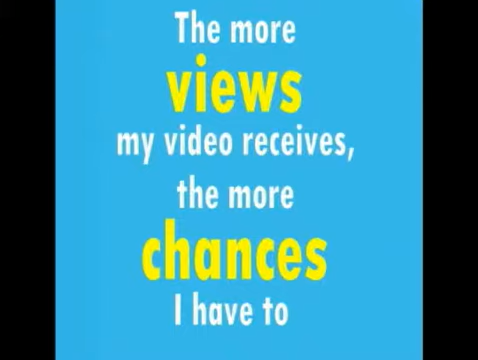 The more
views
my video receives,
the more
chances
I have to